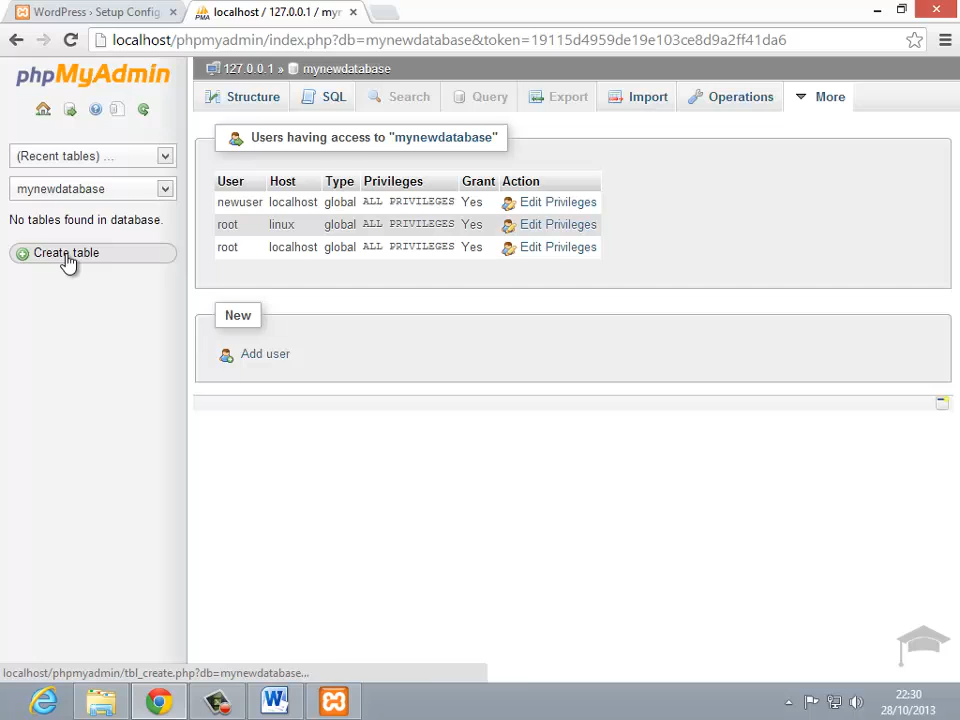 WordPress › Setup Config
localhost / 127.0.0.1 / myr
localhost/phpmyadmin/index.php?db=mynewdatabase&token=19115d4959de19e103ce8d9a2ff41da6
phpMyAdmin
127.0.0.1 » mynewdatabase
Structure SQL Search Query Export Import Operations More
(Recent tables) ...
mynewdatabase
No tables found in database.
Create table
Users having access to "mynewdatabase"
User Host Type Privileges Grant Action
newuser localhost global ALL PRIVILEGES Yes Edit Privileges
root linux global ALL PRIVILEGES Yes Edit Privileges
root localhost global ALL PRIVILEGES Yes Edit Privileges
New
Add user
localhost/phpmyadmin/tbl_create.php?db=mynewdatabase...
22:30
28/10/2013